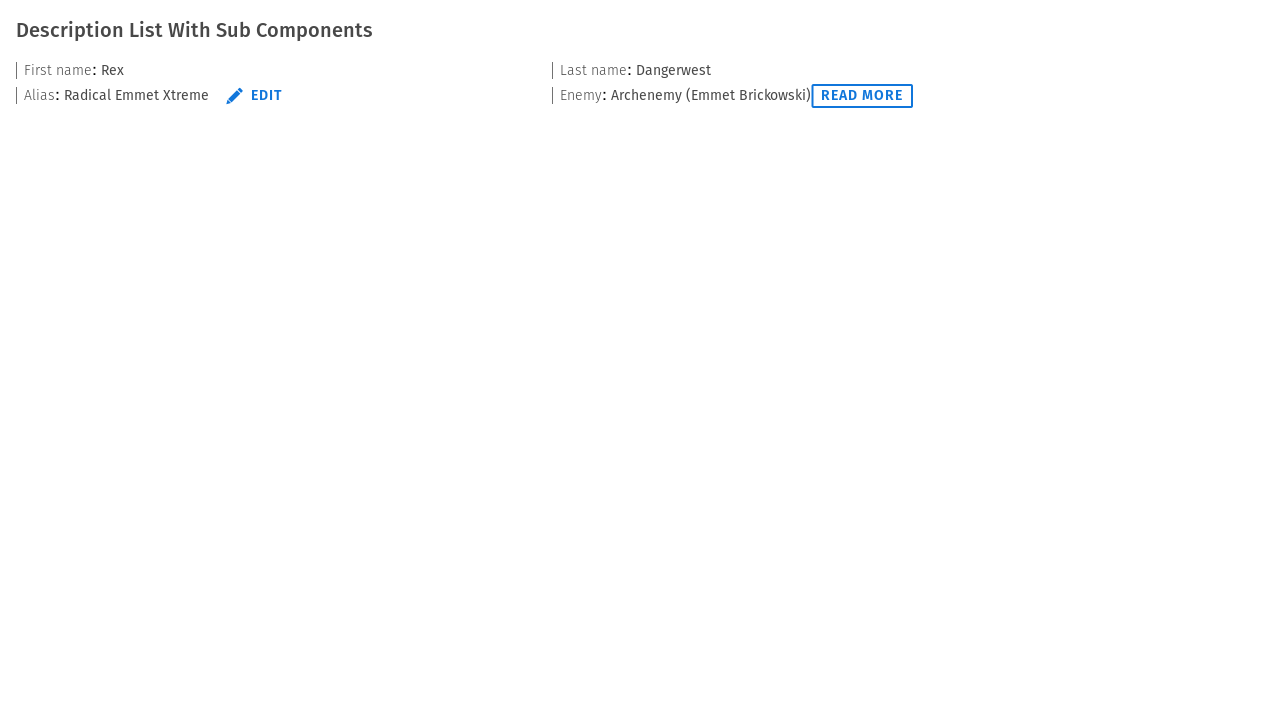 Description List With Sub Components
First name: Rex
Last name: Dangerwest
Alias: Radical Emmet Xtreme EDIT
Enemy: Archenemy (Emmet Brickowski) READ MORE